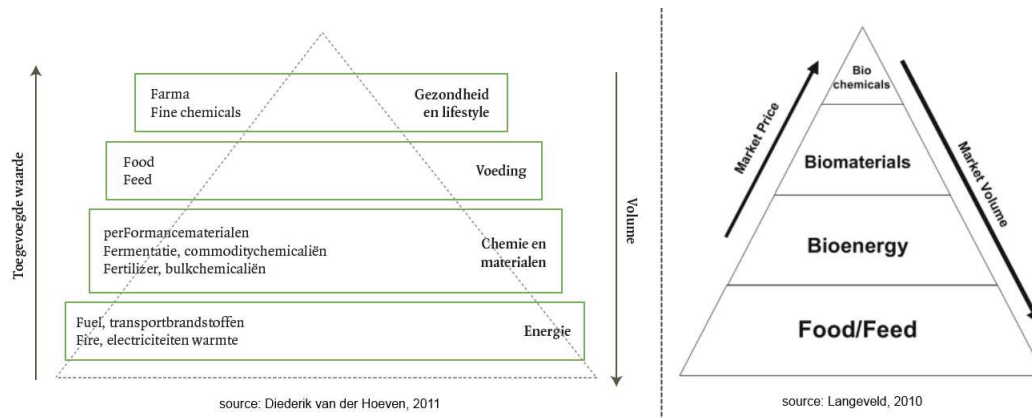 Toegevoegde waarde
Farma
Fine chemicals
Gezondheid
en lifestyle
Food
Feed
Voeding
perFormancematerialen
Fermentatie, commoditychemicaliën
Fertilizer, bulkchemicaliën
Chemie en
materialen
Fuel, transportbrandstoffen
Fire, electriciteiten warmte
Energie
Volume
source: Diederik van der Hoeven, 2011
Market Price
Bio
chemicals
Biomaterials
Bioenergy
Food/Feed
Market Volume
source: Langeveld, 2010